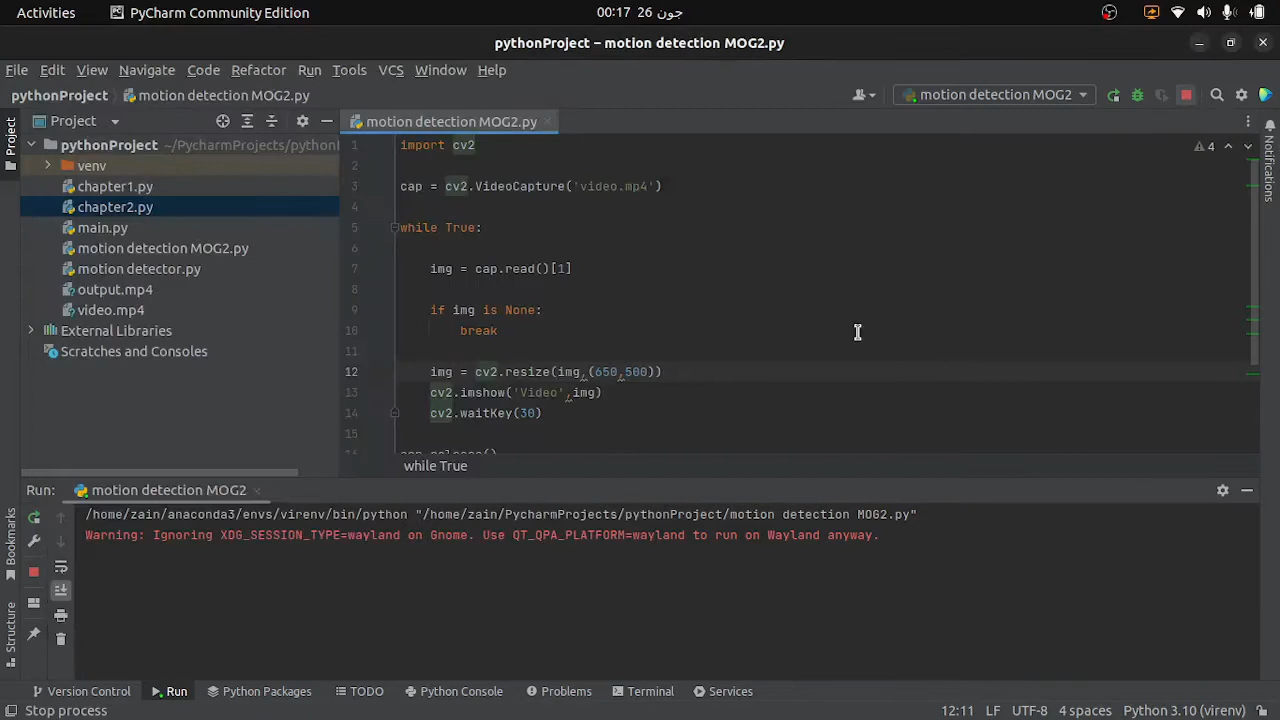 Activities PyCharm Community Edition 00:17 26 جون
pythonProject – motion detection MOG2.py
File Edit View Navigate Code Refactor Run Tools VCS Window Help
pythonProject motion detection MOG2.py motion detection MOG2
Project Project motion detection MOG2.py Notifications
pythonProject ~/PycharmProjects/python
venv
chapter1.py
chapter2.py
main.py
motion detection MOG2.py
motion detector.py
output.mp4
video.mp4
External Libraries
Scratches and Consoles
4
1 import cv2
2
3 cap = cv2.VideoCapture('video.mp4')
4
5 while True:
6
7 img = cap.read()[1]
8
9 if img is None:
10 break
11
12 img = cv2.resize(img,(650,500))
13 cv2.imshow('Video',img)
14 cv2.waitKey(30)
15
while True
Run: motion detection MOG2
/home/zain/anaconda3/envs/virenv/bin/python "/home/zain/PycharmProjects/pythonProject/motion detection MOG2.py"
Warning: Ignoring XDG_SESSION_TYPE=wayland on Gnome. Use QT_QPA_PLATFORM=wayland to run on Wayland anyway.
Bookmarks
Structure
Version Control Run Python Packages TODO Python Console Problems Terminal Services
Stop process 12:11 LF UTF-8 4 spaces Python 3.10 (virenv)